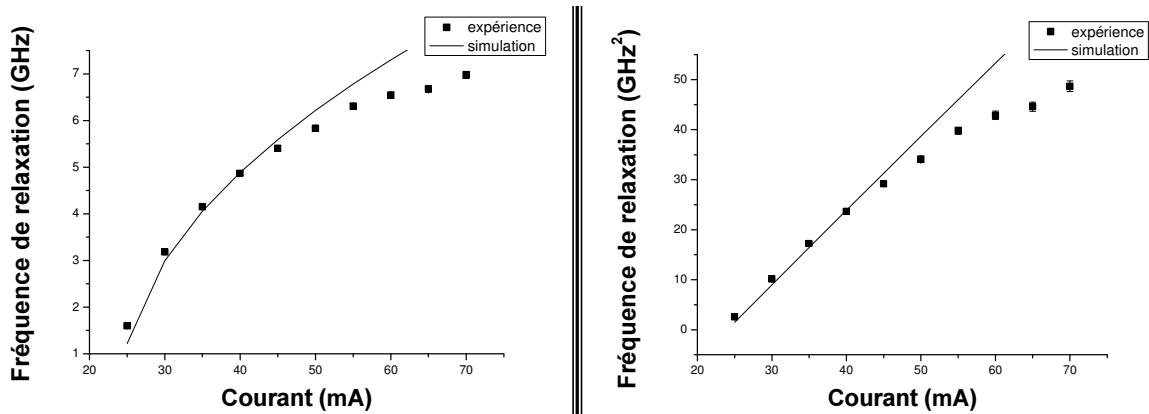 expérience
simulation
Fréquence de relaxation (GHz)
7
6
5
4
3
2
1
20 30 40 50 60 70
Courant (mA)
expérience
simulation
Fréquence de relaxation (GHz²)
50
40
30
20
10
0
20 30 40 50 60 70
Courant (mA)